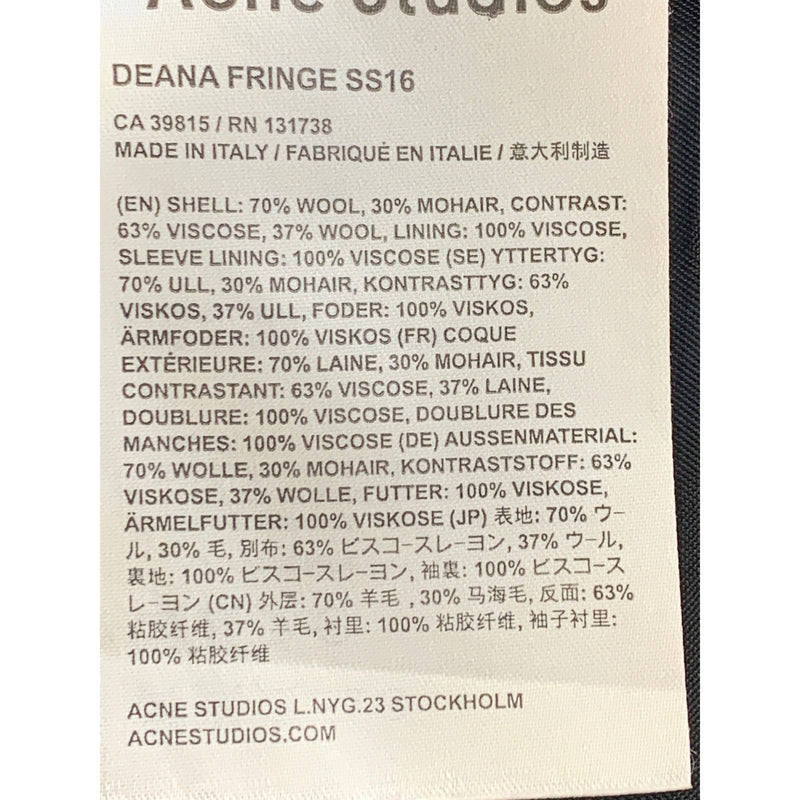 Acne Studios
DEANA FRINGE SS16
CA 39815 / RN 131738
MADE IN ITALY / FABRIQUÉ EN ITALIE / 意大利制造
(EN) SHELL: 70% WOOL, 30% MOHAIR, CONTRAST:
63% VISCOSE, 37% WOOL, LINING: 100% VISCOSE,
SLEEVE LINING: 100% VISCOSE (SE) YTTERTYG:
70% ULL, 30% MOHAIR, KONTRASTTYG: 63%
VISKOS, 37% ULL, FODER: 100% VISKOS,
ÄRMFODER: 100% VISKOS (FR) COQUE
EXTÉRIEURE: 70% LAINE, 30% MOHAIR, TISSU
CONTRASTANT: 63% VISCOSE, 37% LAINE,
DOUBLURE: 100% VISCOSE, DOUBLURE DES
MANCHES: 100% VISCOSE (DE) AUSSENMATERIAL:
70% WOLLE, 30% MOHAIR, KONTRASTSTOFF: 63%
VISKOSE, 37% WOLLE, FUTTER: 100% VISKOSE,
ÄRMELFUTTER: 100% VISKOSE (JP) 表地: 70% ウー
ル, 30% 毛, 別布: 63% ビスコースレーヨン, 37% ウール,
裏地: 100% ビスコースレーヨン, 袖裏: 100% ビスコース
レーヨン (CN) 外层: 70% 羊毛 , 30% 马海毛, 反面: 63%
粘胶纤维, 37% 羊毛, 衬里: 100% 粘胶纤维, 袖子衬里:
100% 粘胶纤维
ACNE STUDIOS L.NYG.23 STOCKHOLM
ACNESTUDIOS.COM